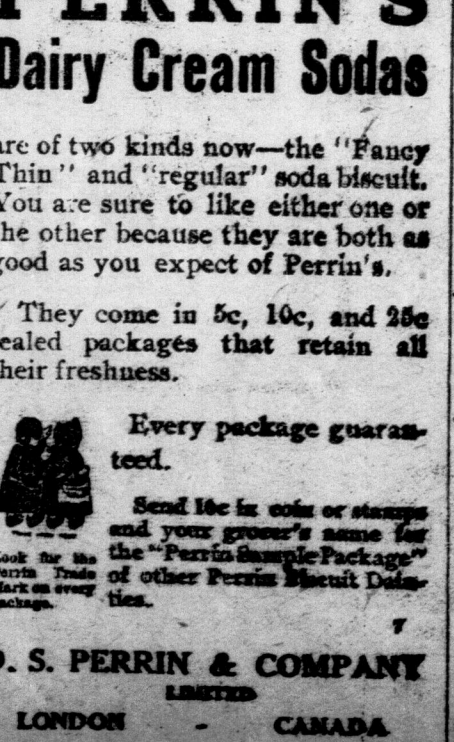 PERRIN'S
Dairy Cream Sodas
are of two kinds now—the "Fancy
Thin" and "regular" soda biscuit.
You are sure to like either one or
the other because they are both as
good as you expect of Perrin's.
They come in 5c, 10c, and 25c
sealed packages that retain all
their freshness.
Every package guaran-
teed.
Send 10c in coin or stamps
and your grocer's name for
the "Perrin Sample Package"
of other Perrin Biscuit Dain-
ties.
Look for the
Perrin Trade
Mark on every
package.
7
D. S. PERRIN & COMPANY
LIMITED
LONDON - CANADA